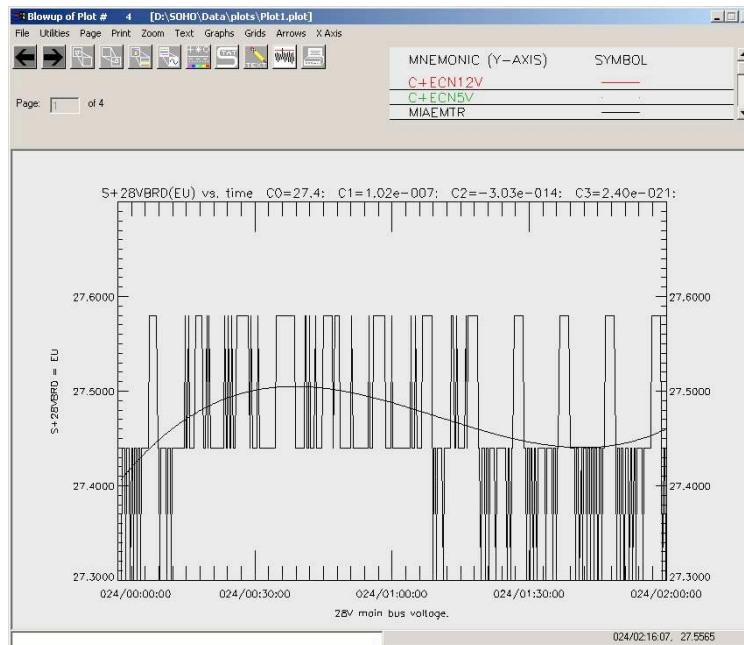 Blowup of Plot # 4 [D:\SOHO\Data\plots\Plot1.plot]
File Utilities Page Print Zoom Text Graphs Grids Arrows X Axis
STAT
TEXT
MNEMONIC (Y-AXIS) SYMBOL
C+ECN12V
C+ECN5V
MIAEMTR
Page: 1 of 4
S+28VBRD(EU) vs. time C0=27.4: C1=1.02e-007: C2=-3.03e-014: C3=2.40e-021:
27.6000 27.6000
27.5000 27.5000
S+28VBRD = EU
27.4000 27.4000
27.3000 27.3000
024/00:00:00 024/00:30:00 024/01:00:00 024/01:30:00 024/02:00:00
28V main bus voltage.
024/02:16:07, 27.5565